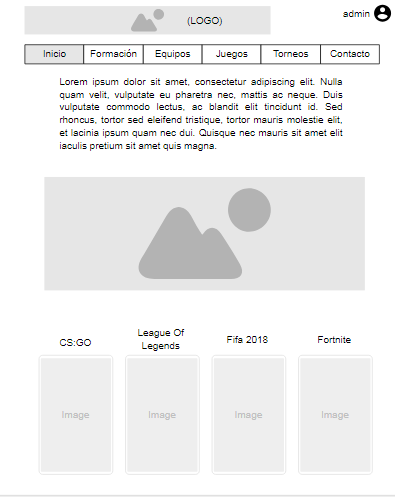 (LOGO)
admin
Inicio Formación Equipos Juegos Torneos Contacto
Lorem ipsum dolor sit amet, consectetur adipiscing elit. Nulla
quam velit, vulputate eu pharetra nec, mattis ac neque. Duis
vulputate commodo lectus, ac blandit elit tincidunt id. Sed
rhoncus, tortor sed eleifend tristique, tortor mauris molestie elit,
et lacinia ipsum quam nec dui. Quisque nec mauris sit amet elit
iaculis pretium sit amet quis magna.
CS:GO
League Of
Legends
Fifa 2018
Fortnite
Image
Image
Image
Image